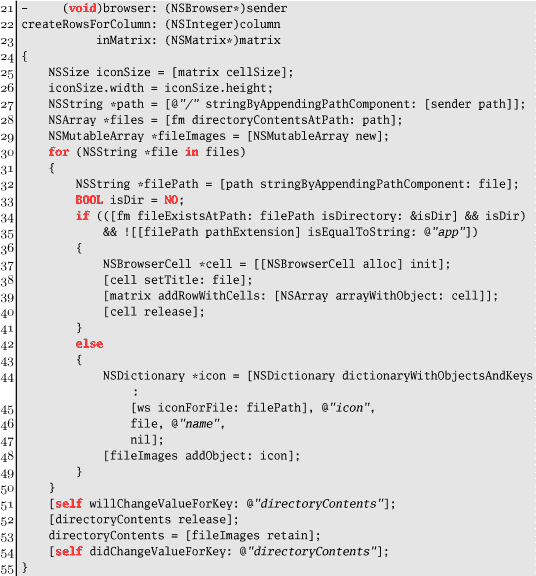 21 -     (void)browser: (NSBrowser*)sender
22 createRowsForColumn: (NSInteger)column
23            inMatrix: (NSMatrix*)matrix
24 {
25     NSSize iconSize = [matrix cellSize];
26     iconSize.width = iconSize.height;
27     NSString *path = [@"/" stringByAppendingPathComponent: [sender path]];
28     NSArray *files = [fm directoryContentsAtPath: path];
29     NSMutableArray *fileImages = [NSMutableArray new];
30     for (NSString *file in files)
31     {
32         NSString *filePath = [path stringByAppendingPathComponent: file];
33         BOOL isDir = NO;
34         if (([fm fileExistsAtPath: filePath isDirectory: &isDir] && isDir)
35             && ![[filePath pathExtension] isEqualToString: @"app"])
36         {
37             NSBrowserCell *cell = [[NSBrowserCell alloc] init];
38             [cell setTitle: file];
39             [matrix addRowWithCells: [NSArray arrayWithObject: cell]];
40             [cell release];
41         }
42         else
43         {
44             NSDictionary *icon = [NSDictionary dictionaryWithObjectsAndKeys
                :
45                 [ws iconForFile: filePath], @"icon",
46                 file, @"name",
47                 nil];
48             [fileImages addObject: icon];
49         }
50     }
51     [self willChangeValueForKey: @"directoryContents"];
52     [directoryContents release];
53     directoryContents = [fileImages retain];
54     [self didChangeValueForKey: @"directoryContents"];
55 }